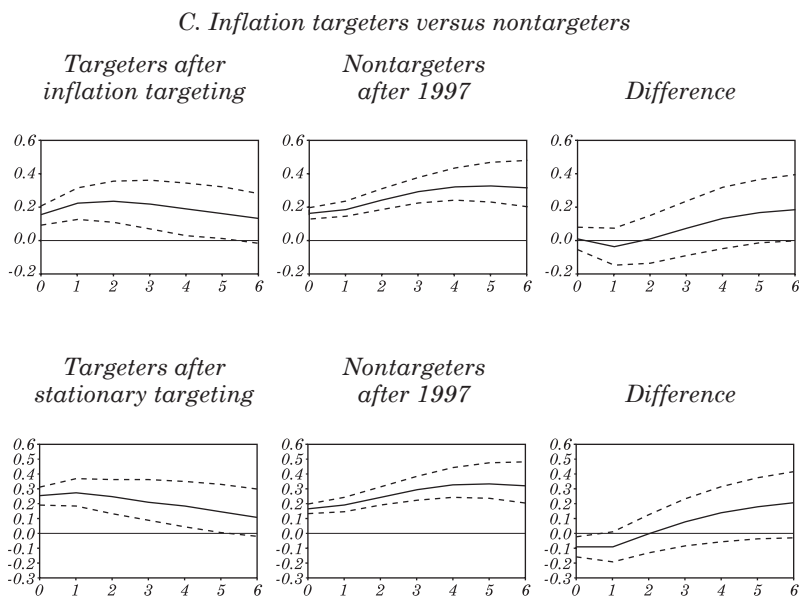 C. Inflation targeters versus nontargeters
Targeters after
inflation targeting
Nontargeters
after 1997
Difference
0.6
0.4
0.2
0.0
-0.2
0 1 2 3 4 5 6
0.6
0.4
0.2
0.0
-0.2
0 1 2 3 4 5 6
0.6
0.4
0.2
0.0
-0.2
0 1 2 3 4 5 6
Targeters after
stationary targeting
Nontargeters
after 1997
Difference
0.6
0.5
0.4
0.3
0.2
0.1
0.0
-0.1
-0.2
-0.3
0 1 2 3 4 5 6
0.6
0.5
0.4
0.3
0.2
0.1
0.0
-0.1
-0.2
-0.3
0 1 2 3 4 5 6
0.6
0.5
0.4
0.3
0.2
0.1
0.0
-0.1
-0.2
-0.3
0 1 2 3 4 5 6